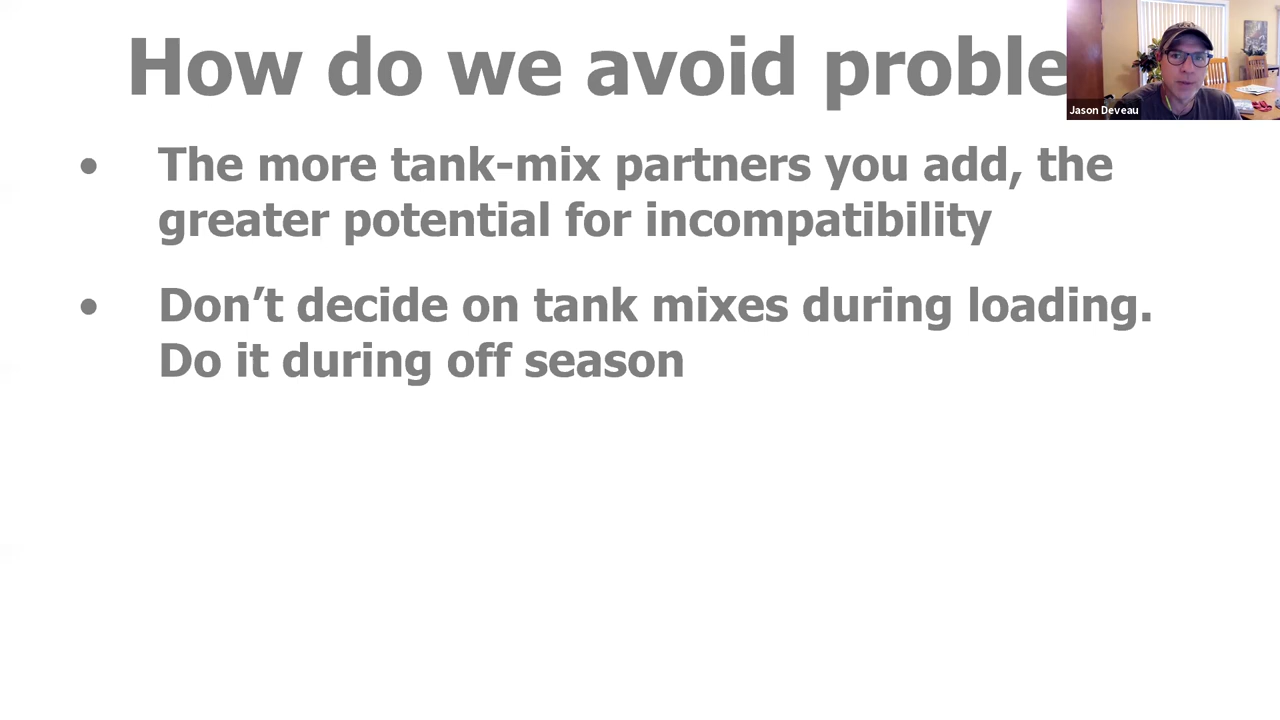 How do we avoid proble
Jason Deveau
• The more tank-mix partners you add, the
greater potential for incompatibility
• Don’t decide on tank mixes during loading.
Do it during off season